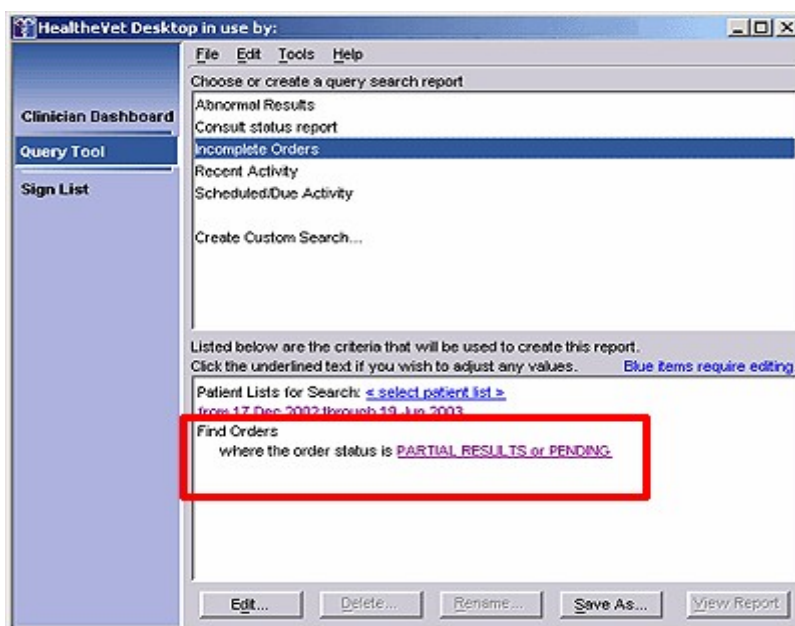 HealtheVet Desktop in use by:
File Edit Tools Help
Choose or create a query search report
Clinician Dashboard
Query Tool
Sign List
Abnormal Results
Consult status report
Incomplete Orders
Recent Activity
Scheduled/Due Activity
Create Custom Search...
Listed below are the criteria that will be used to create this report.
Click the underlined text if you wish to adjust any values. Blue items require editing
Patient Lists for Search: < select patient list >
from 17 Dec 2002 through 19 Jun 2003
Find Orders
where the order status is PARTIAL RESULTS or PENDING
Edit... Delete... Rename... Save As... View Report